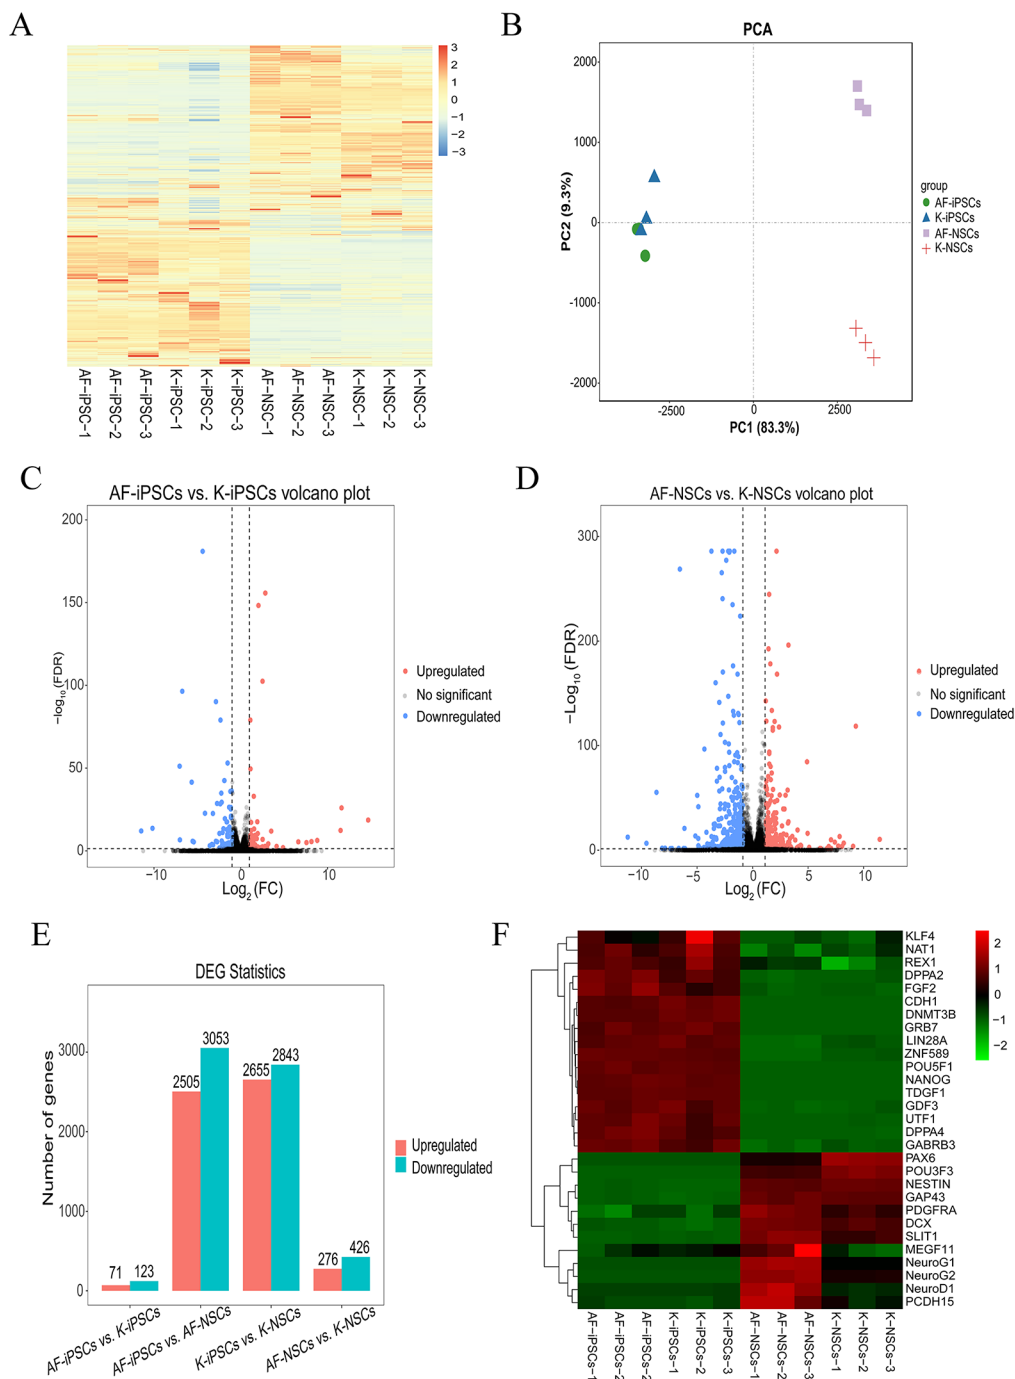 A
3
2
1
0
−1
−2
−3
AF−iPSC−1
AF−iPSC−2
AF−iPSC−3
K−iPSC−1
K−iPSC−2
K−iPSC−3
AF−NSC−1
AF−NSC−2
AF−NSC−3
K−NSC−1
K−NSC−2
K−NSC−3
B
PCA
2000
1000
0
-1000
-2000
PC2 (9.3%)
-2500
0
2500
PC1 (83.3%)
group
AF-iPSCs
K-iPSCs
AF-NSCs
K-NSCs
C
AF-iPSCs vs. K-iPSCs volcano plot
200
150
100
50
0
−log10(FDR)
−10
0
10
Log2(FC)
Upregulated
No significant
Downregulated
D
AF-NSCs vs. K-NSCs volcano plot
300
200
100
0
−Log10(FDR)
−10
−5
0
5
10
Log2(FC)
Upregulated
No significant
Downregulated
E
DEG Statistics
Number of genes
3000
2000
1000
0
71
123
2505
3053
2655
2843
276
426
AF-iPSCs vs. K-iPSCs
AF-iPSCs vs. AF-NSCs
K-iPSCs vs. K-NSCs
AF-NSCs vs. K-NSCs
Upregulated
Downregulated
F
KLF4
NAT1
REX1
DPPA2
FGF2
CDH1
DNMT3B
GRB7
LIN28A
ZNF589
POU5F1
NANOG
TDGF1
GDF3
UTF1
DPPA4
GABRB3
PAX6
POU3F3
NESTIN
GAP43
PDGFRA
DCX
SLIT1
MEGF11
NeuroG1
NeuroG2
NeuroD1
PCDH15
2
1
0
−1
−2
AF−iPSCs−1
AF−iPSCs−2
AF−iPSCs−3
K−iPSCs−1
K−iPSCs−2
K−iPSCs−3
AF−NSCs−1
AF−NSCs−2
AF−NSCs−3
K−NSCs−1
K−NSCs−2
K−NSCs−3